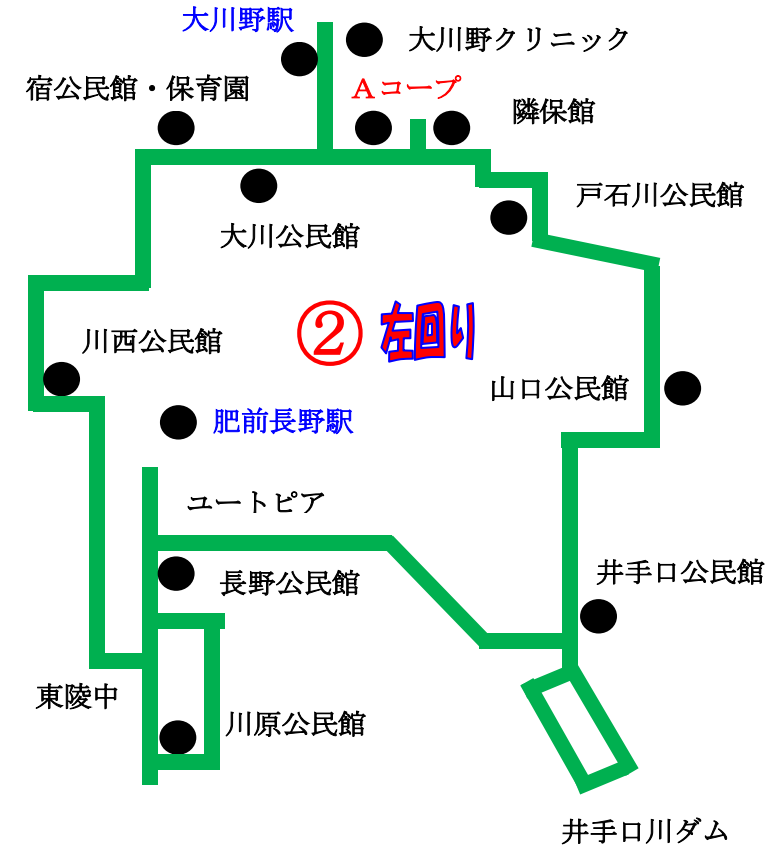 大川野駅
大川野クリニック
宿公民館・保育園
Ａコープ
隣保館
戸石川公民館
大川公民館
② 左回り
川西公民館
山口公民館
肥前長野駅
ユートピア
長野公民館
井手口公民館
東陵中
川原公民館
井手口川ダム